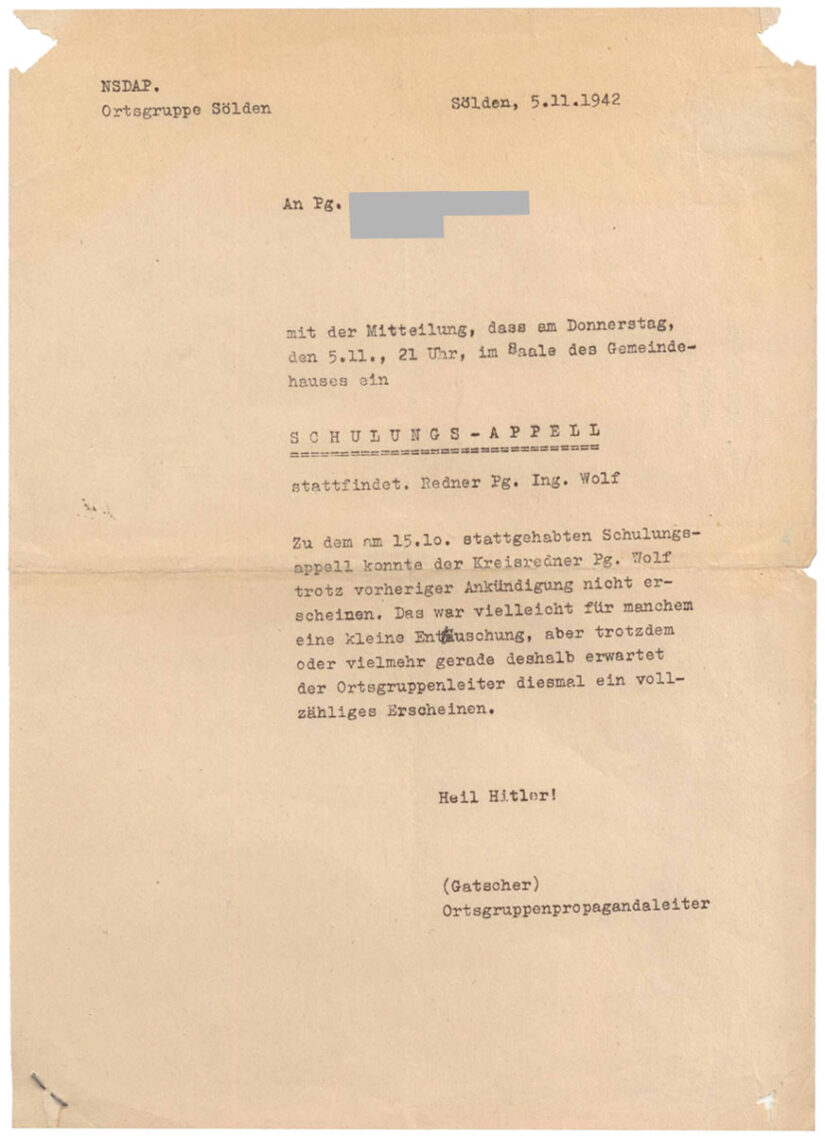 NSDAP.
Ortsgruppe Sölden
Sölden, 5.11.1942
An Pg.
mit der Mitteilung, dass am Donnerstag,
den 5.11., 21 Uhr, im Saale des Gemeinde-
hauses ein
SCHULUNGS-APPELL
stattfindet. Redner Pg. Ing. Wolf
Zu dem am 15.10. stattgehabten Schulungs-
appell konnte der Kreisredner Pg. Wolf
trotz vorheriger Ankündigung nicht er-
scheinen. Das war vielleicht für manchem
eine kleine Entäuschung, aber trotzdem
oder vielmehr gerade deshalb erwartet
der Ortsgruppenleiter diesmal ein voll-
zähliges Erscheinen.
Heil Hitler!
(Gatscher)
Ortsgruppenpropagandaleiter